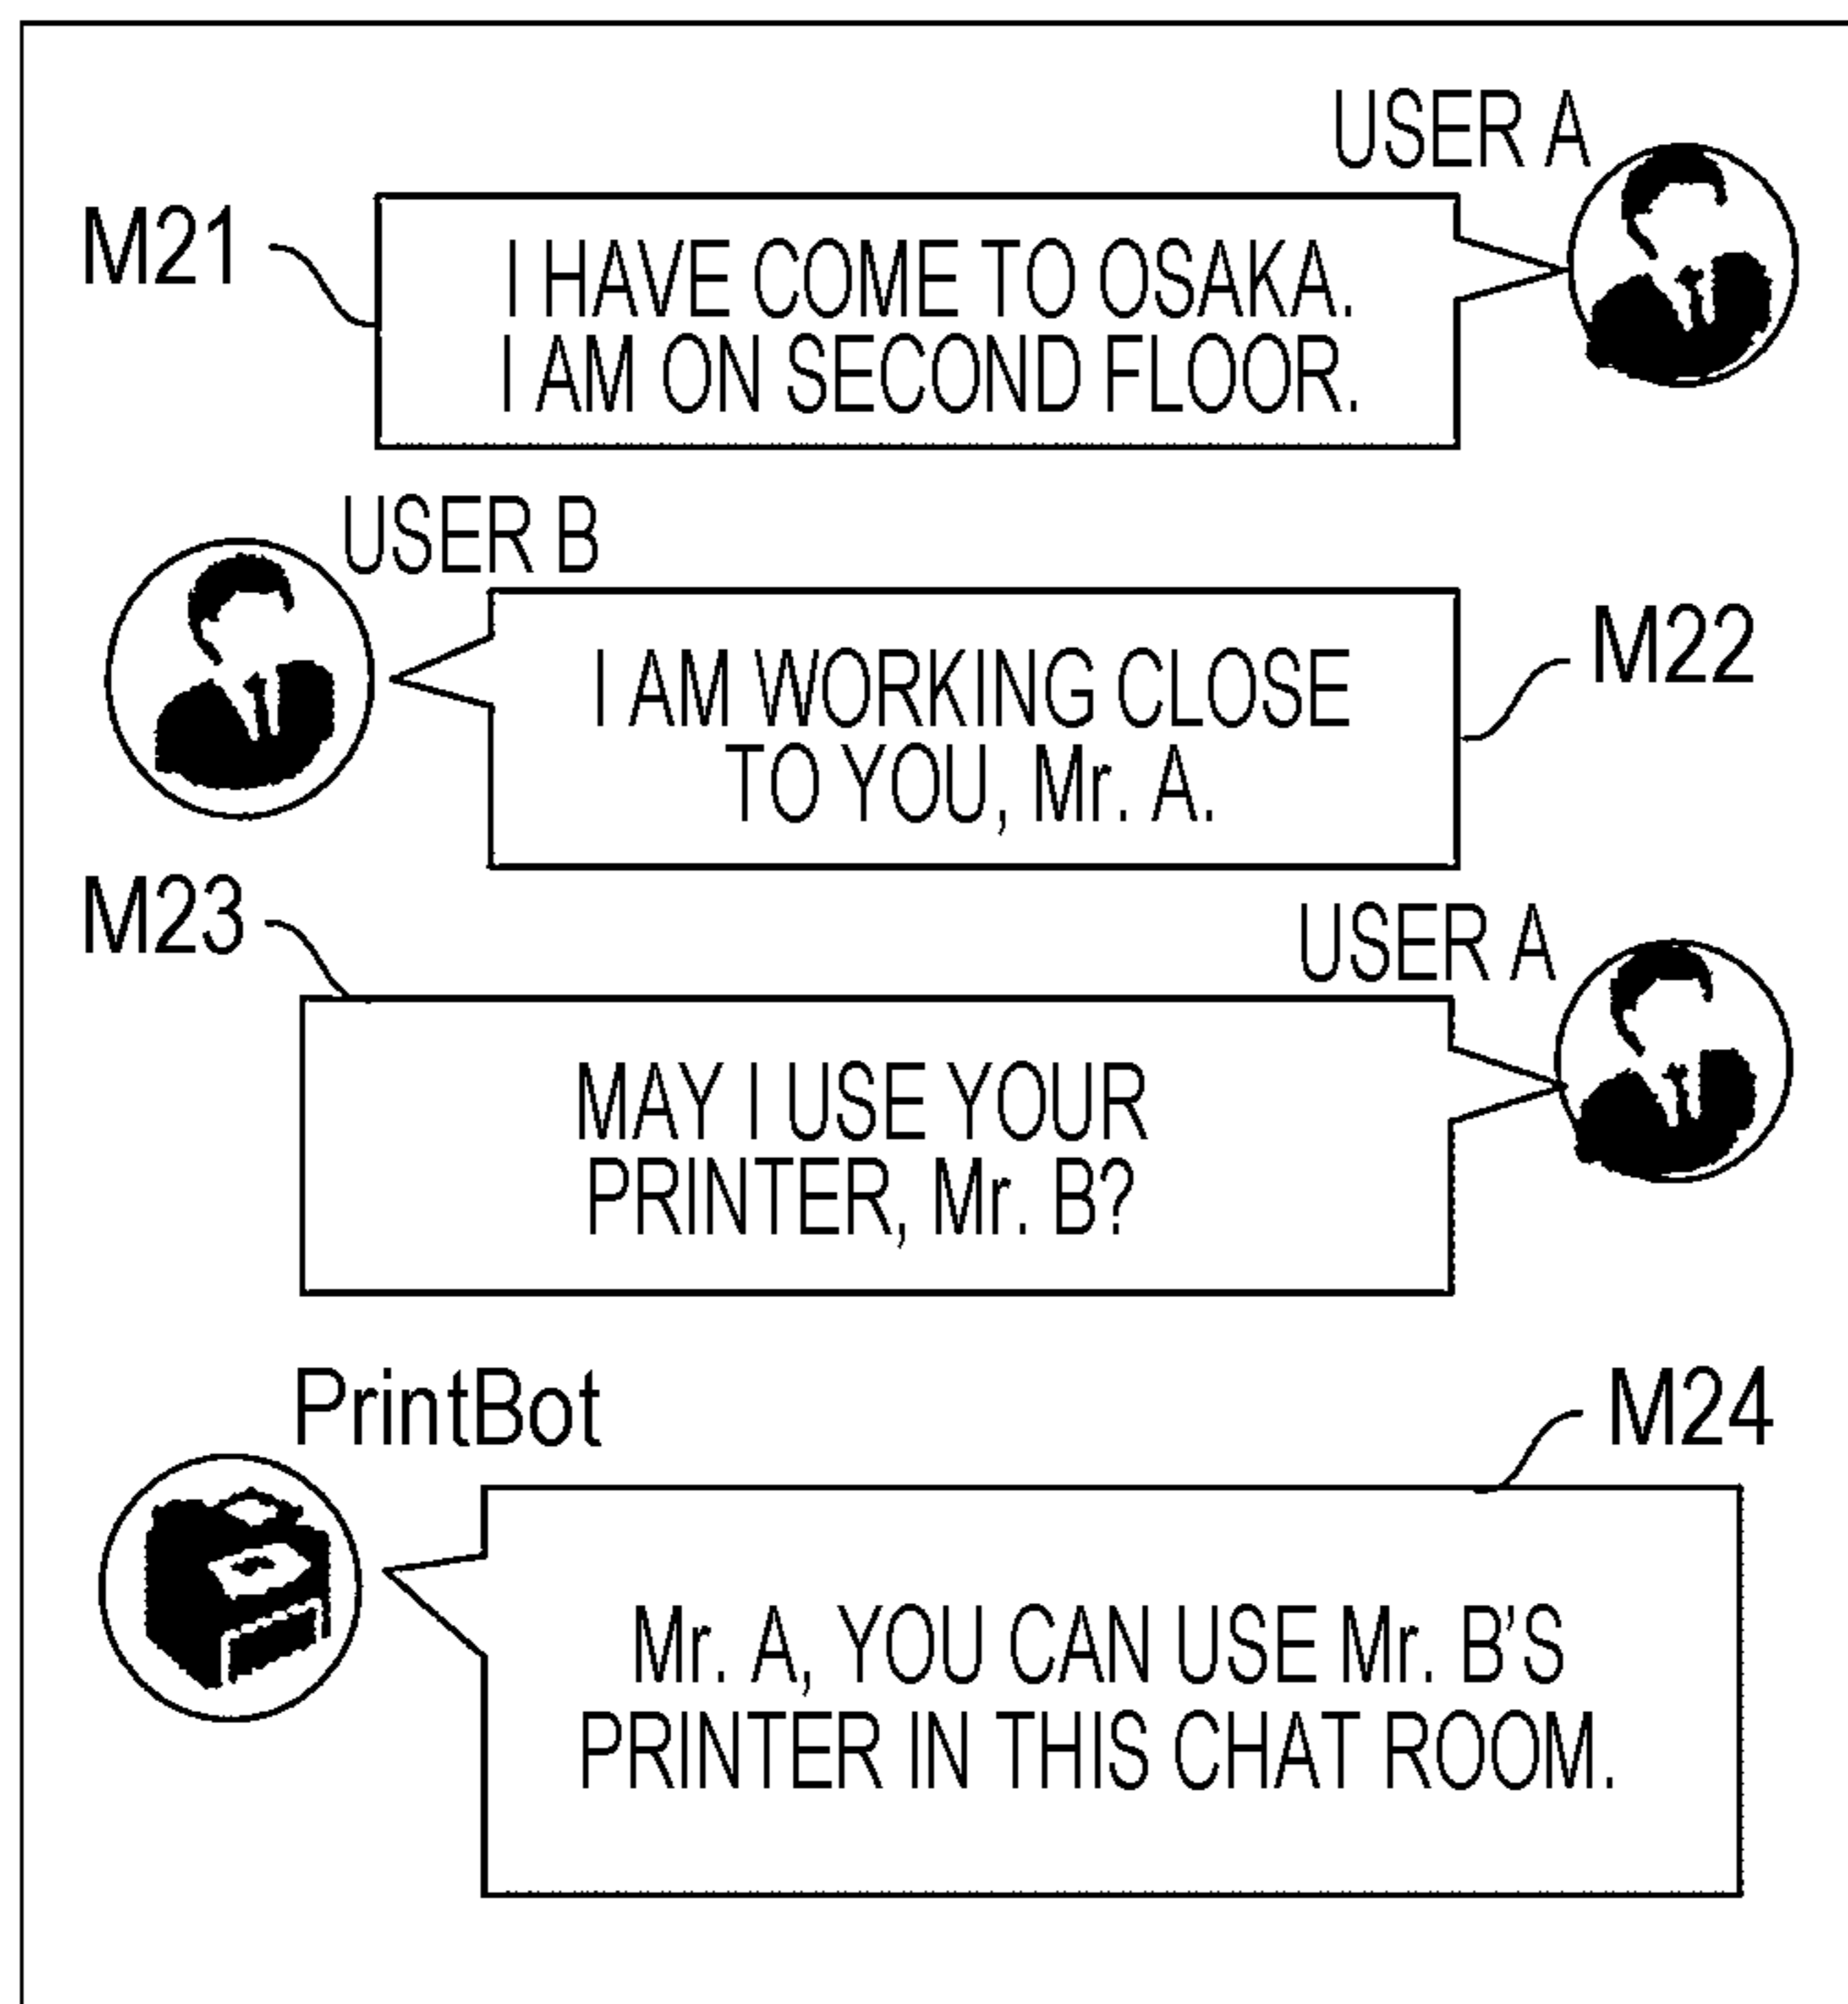 USER A
M21
I HAVE COME TO OSAKA.
I AM ON SECOND FLOOR.
USER B
I AM WORKING CLOSE
TO YOU, Mr. A.
M22
M23
USER A
MAY I USE YOUR
PRINTER, Mr. B?
PrintBot
M24
Mr. A, YOU CAN USE Mr. B'S
PRINTER IN THIS CHAT ROOM.